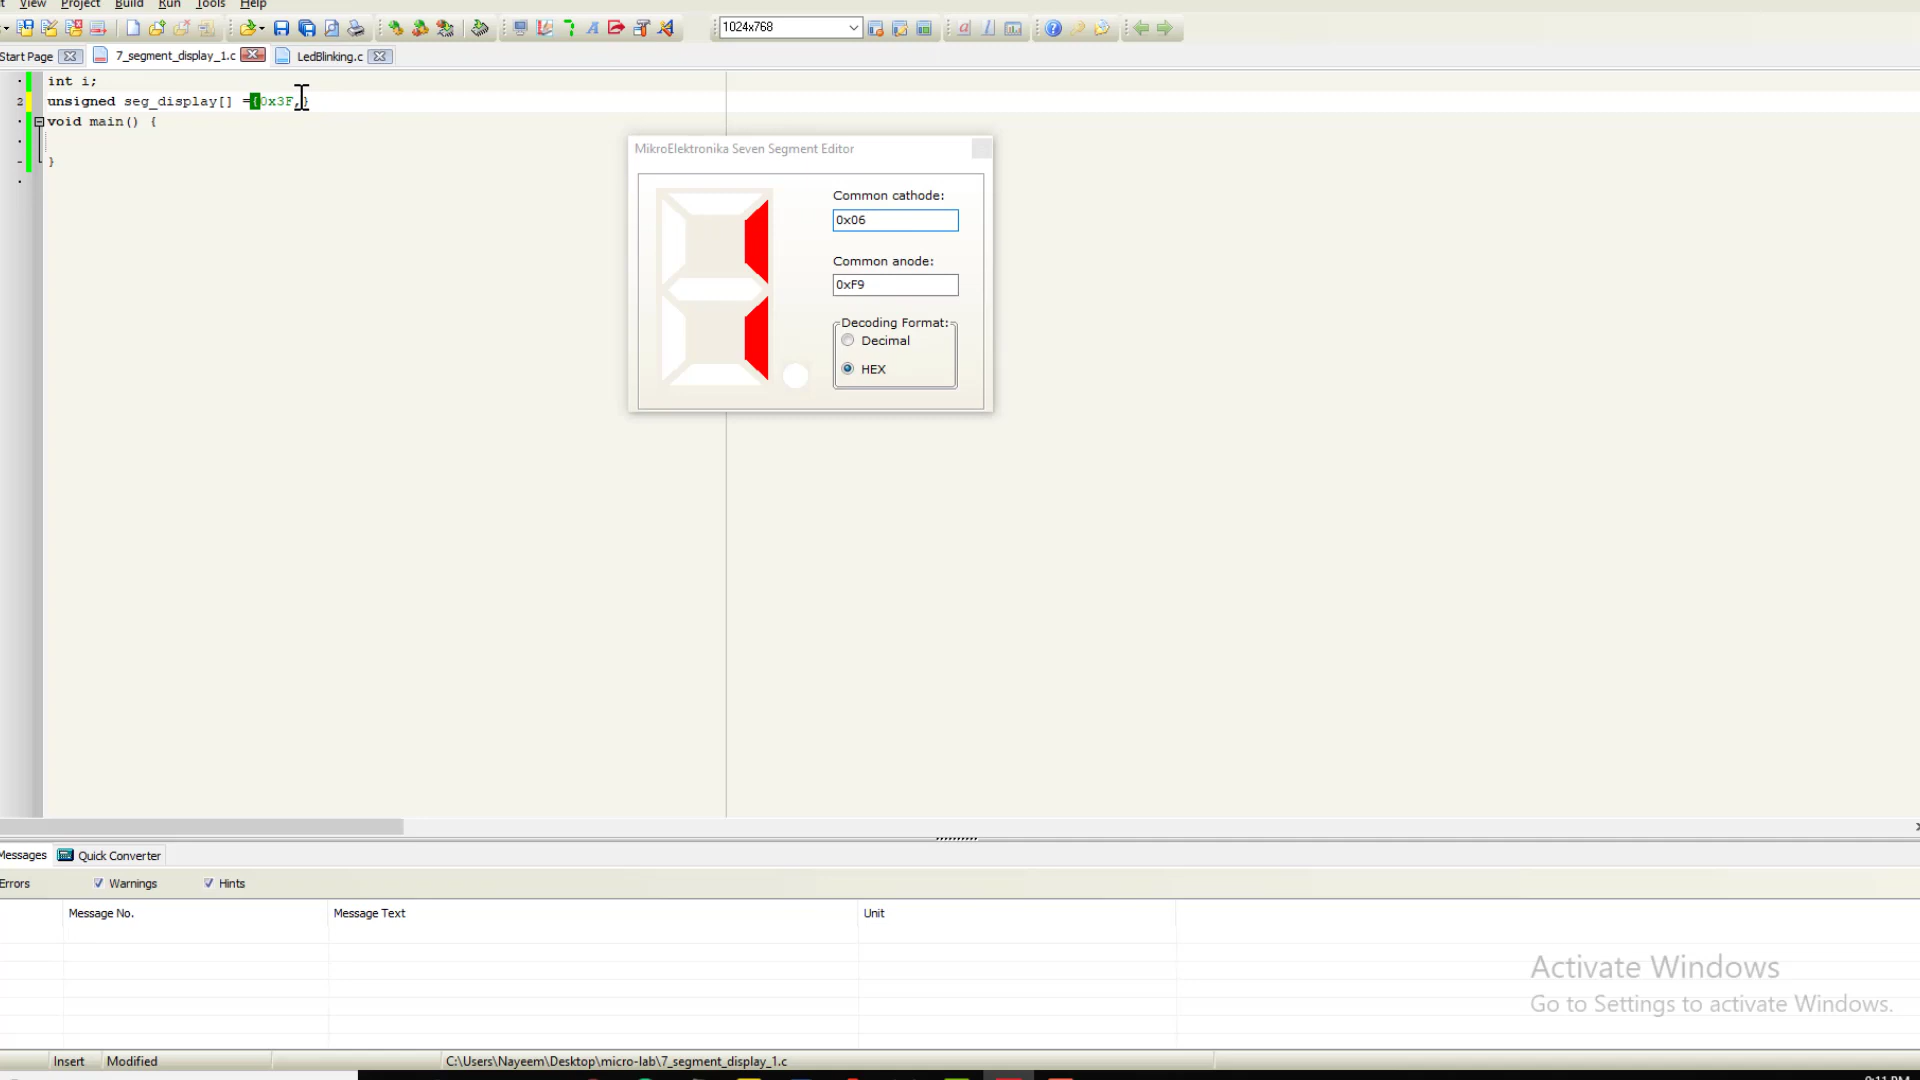 View Project Build Run Tools Help
1024x768
Start Page 7_segment_display_1.c LedBlinking.c
int i;
2 unsigned seg_display[] ={0x3F,}
void main() {
}
MikroElektronika Seven Segment Editor
Common cathode:
0x06
Common anode:
0xF9
Decoding Format:
Decimal
HEX
Messages Quick Converter
Errors Warnings Hints
Message No. Message Text Unit
Activate Windows
Go to Settings to activate Windows.
Insert Modified C:\Users\Nayeem\Desktop\micro-lab\7_segment_display_1.c